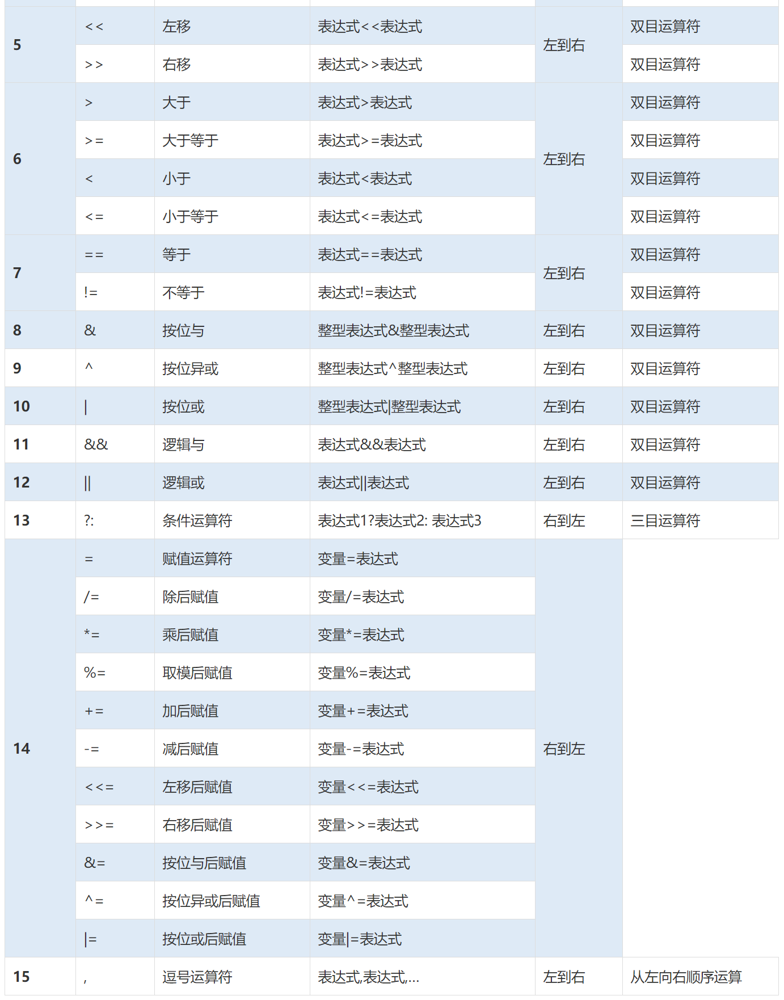 5 << 左移 表达式<<表达式 左到右 双目运算符
>> 右移 表达式>>表达式 双目运算符
6 > 大于 表达式>表达式 左到右 双目运算符
>= 大于等于 表达式>=表达式 双目运算符
< 小于 表达式<表达式 双目运算符
<= 小于等于 表达式<=表达式 双目运算符
7 == 等于 表达式==表达式 左到右 双目运算符
!= 不等于 表达式!=表达式 双目运算符
8 & 按位与 整型表达式&整型表达式 左到右 双目运算符
9 ^ 按位异或 整型表达式^整型表达式 左到右 双目运算符
10 | 按位或 整型表达式|整型表达式 左到右 双目运算符
11 && 逻辑与 表达式&&表达式 左到右 双目运算符
12 || 逻辑或 表达式||表达式 左到右 双目运算符
13 ?: 条件运算符 表达式1?表达式2: 表达式3 右到左 三目运算符
14 = 赋值运算符 变量=表达式 右到左
/= 除后赋值 变量/=表达式
*= 乘后赋值 变量*=表达式
%= 取模后赋值 变量%=表达式
+= 加后赋值 变量+=表达式
-= 减后赋值 变量-=表达式
<<= 左移后赋值 变量<<=表达式
>>= 右移后赋值 变量>>=表达式
&= 按位与后赋值 变量&=表达式
^= 按位异或后赋值 变量^=表达式
|= 按位或后赋值 变量|=表达式
15 , 逗号运算符 表达式,表达式,... 左到右 从左向右顺序运算